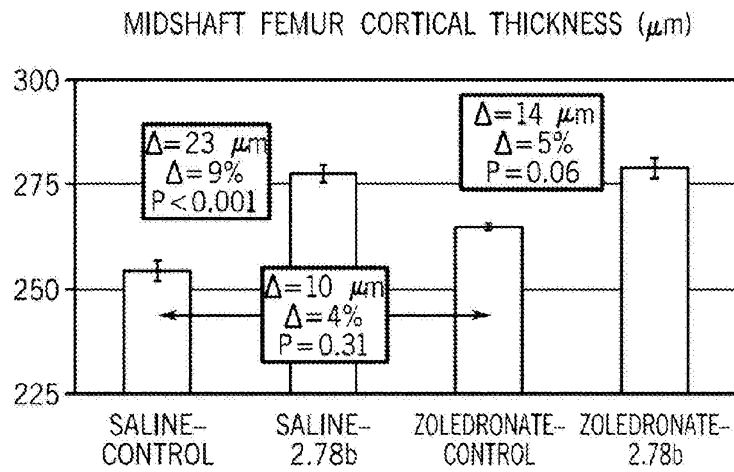 MIDSHAFT FEMUR CORTICAL THICKNESS (μm)
300
275
250
225
Δ=23 μm
Δ=9%
P<0.001
Δ=14 μm
Δ=5%
P=0.06
Δ=10 μm
Δ=4%
P=0.31
SALINE-
CONTROL
SALINE-
2.78b
ZOLEDRONATE-
CONTROL
ZOLEDRONATE-
2.78b